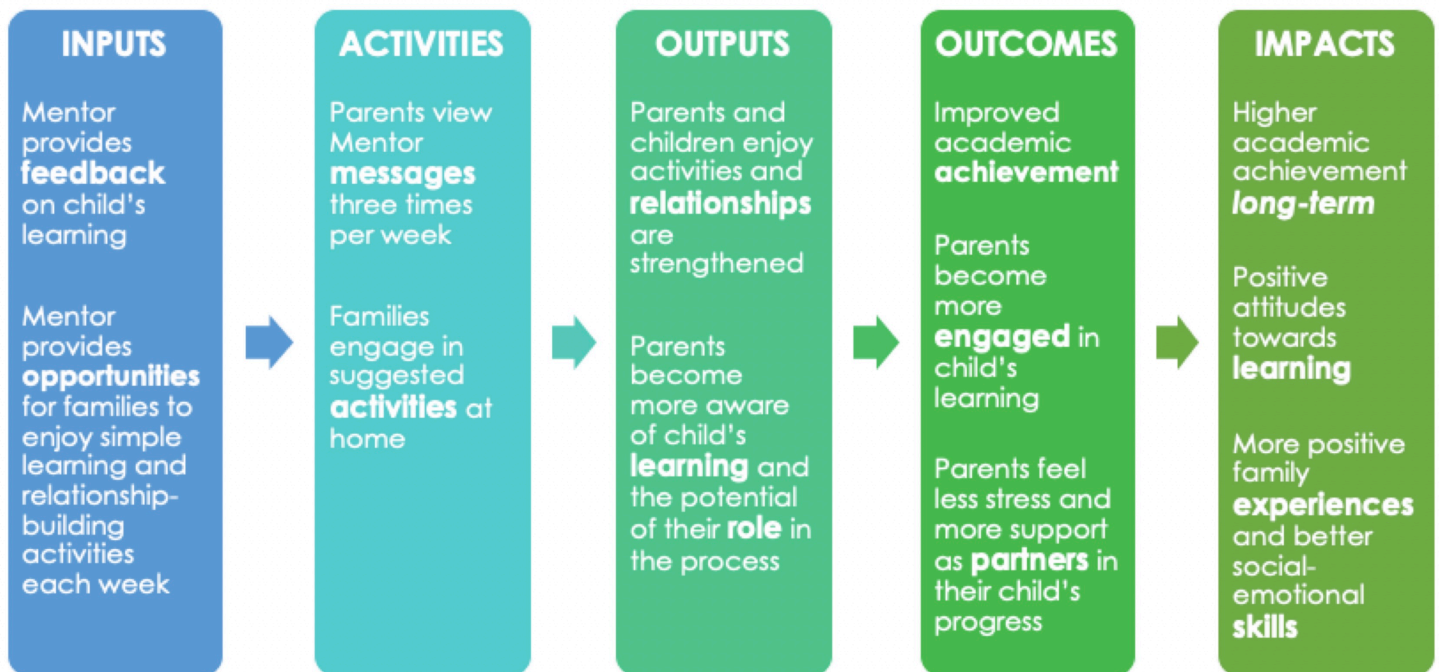 INPUTS
Mentor
provides
feedback
on child's
learning
Mentor
provides
opportunities
for families to
enjoy simple
learning and
relationship-
building
activities
each week
ACTIVITIES
Parents view
Mentor
messages
three times
per week
Families
engage in
suggested
activities at
home
OUTPUTS
Parents and
children enjoy
activities and
relationships
are
strengthened
Parents
become
more aware
of child's
learning and
the potential
of their role in
the process
OUTCOMES
Improved
academic
achievement
Parents
become
more
engaged in
child's
learning
Parents feel
less stress and
more support
as partners in
their child's
progress
IMPACTS
Higher
academic
achievement
long-term
Positive
attitudes
towards
learning
More positive
family
experiences
and better
social-
emotional
skills